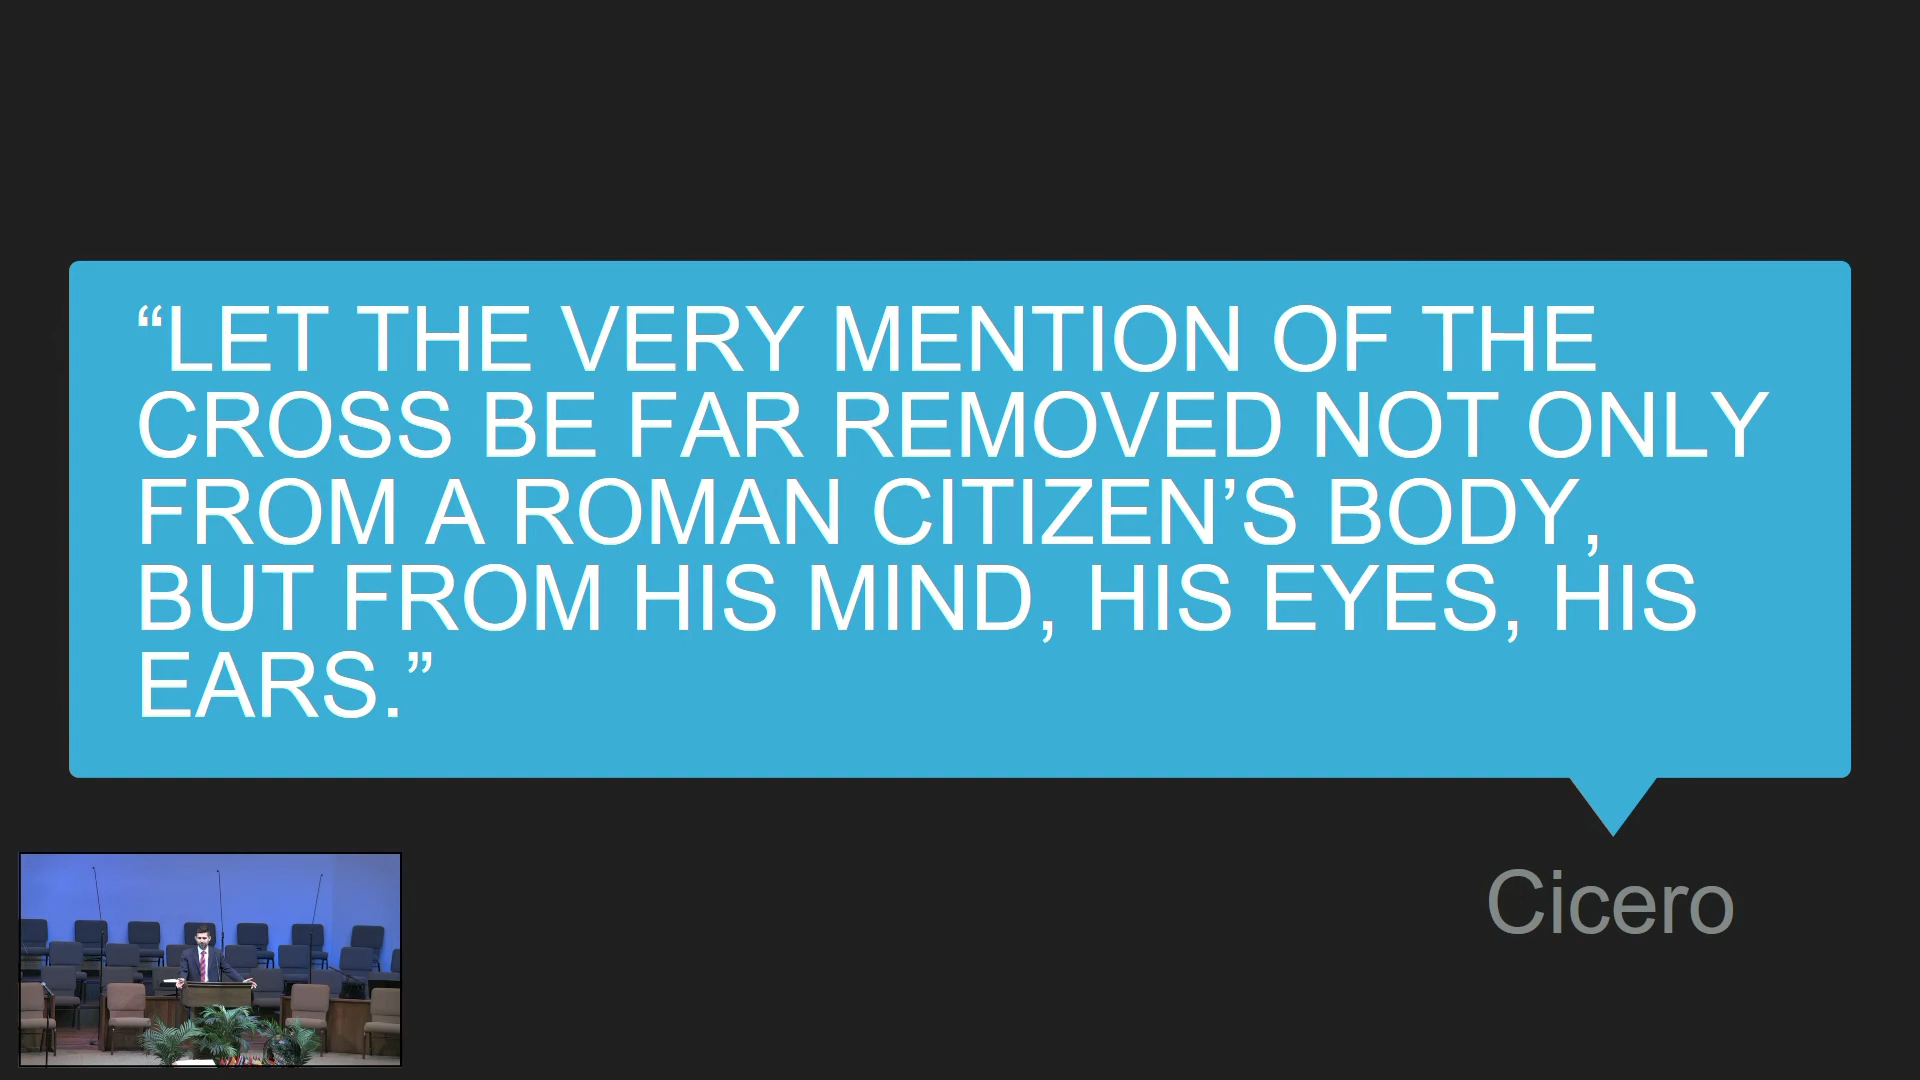 “LET THE VERY MENTION OF THE
CROSS BE FAR REMOVED NOT ONLY
FROM A ROMAN CITIZEN’S BODY,
BUT FROM HIS MIND, HIS EYES, HIS
EARS.”
Cicero